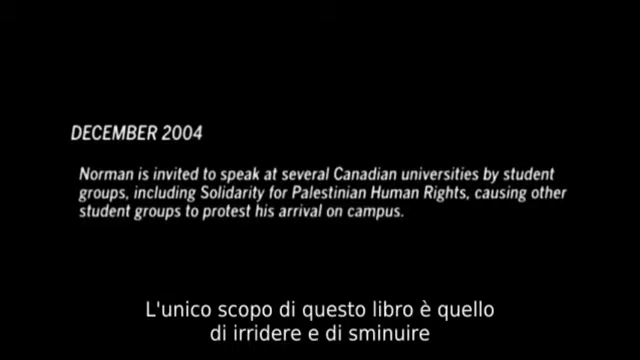 DECEMBER 2004
Norman is invited to speak at several Canadian universities by student
groups, including Solidarity for Palestinian Human Rights, causing other
student groups to protest his arrival on campus.
L'unico scopo di questo libro è quello
di irridere e di sminuire